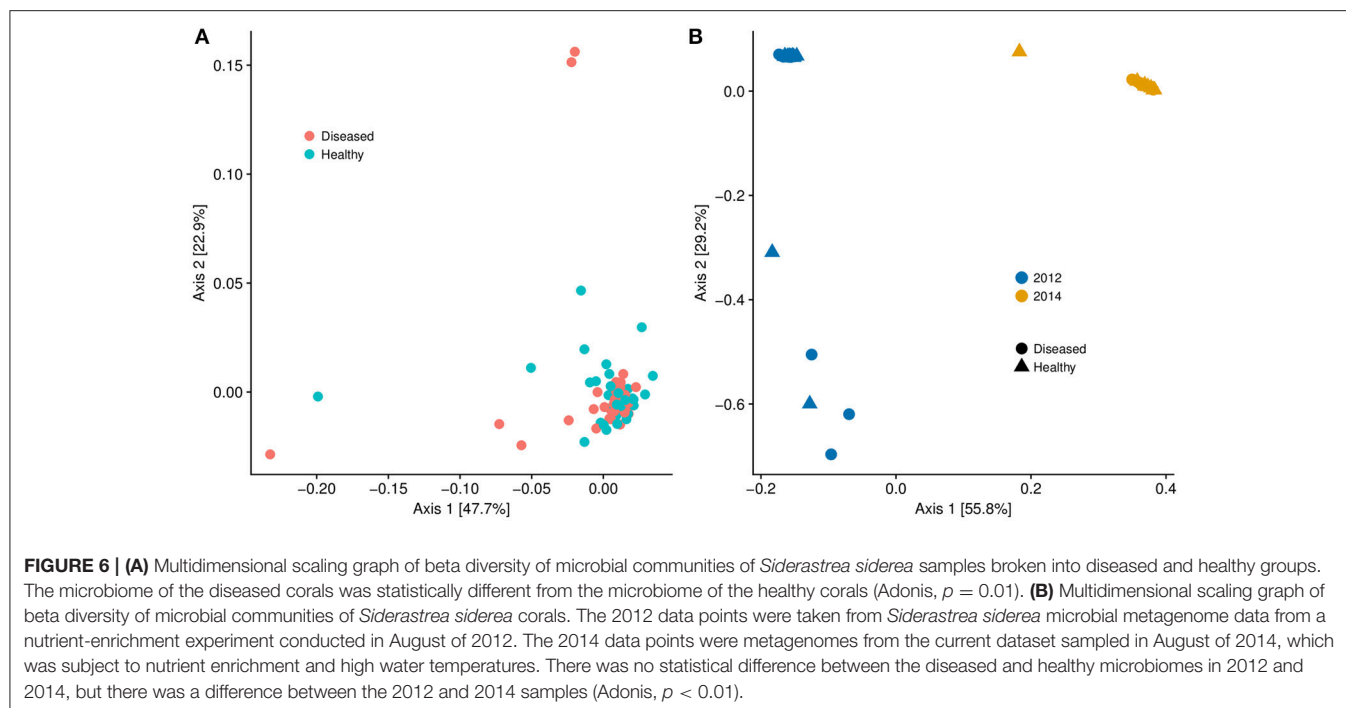 A
0.15
0.10
0.05
0.00
Axis 2 [22.9%]
Diseased
Healthy
−0.20 −0.15 −0.10 −0.05 0.00
Axis 1 [47.7%]
B
0.0
−0.2
−0.4
−0.6
Axis 2 [29.2%]
2012
2014
Diseased
Healthy
−0.2 0.0 0.2 0.4
Axis 1 [55.8%]
FIGURE 6 | (A) Multidimensional scaling graph of beta diversity of microbial communities of Siderastrea siderea samples broken into diseased and healthy groups.
The microbiome of the diseased corals was statistically different from the microbiome of the healthy corals (Adonis, p = 0.01). (B) Multidimensional scaling graph of
beta diversity of microbial communities of Siderastrea siderea corals. The 2012 data points were taken from Siderastrea siderea microbial metagenome data from a
nutrient-enrichment experiment conducted in August of 2012. The 2014 data points were metagenomes from the current dataset sampled in August of 2014, which
was subject to nutrient enrichment and high water temperatures. There was no statistical difference between the diseased and healthy microbiomes in 2012 and
2014, but there was a difference between the 2012 and 2014 samples (Adonis, p < 0.01).